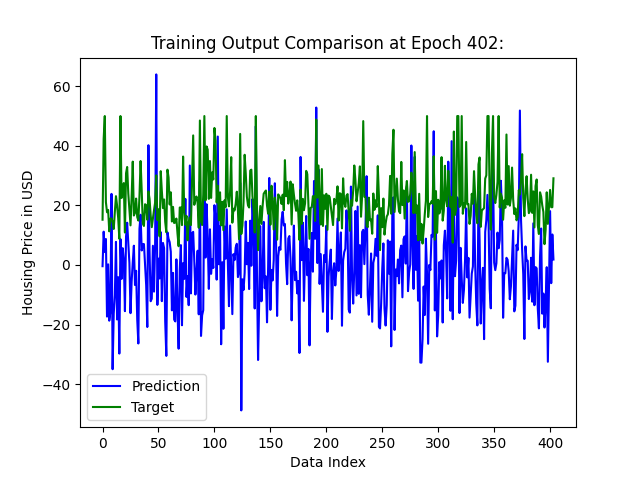 Training Output Comparison at Epoch 402:
Housing Price in USD
60
40
20
0
−20
−40
Prediction
Target
0 50 100 150 200 250 300 350 400
Data Index